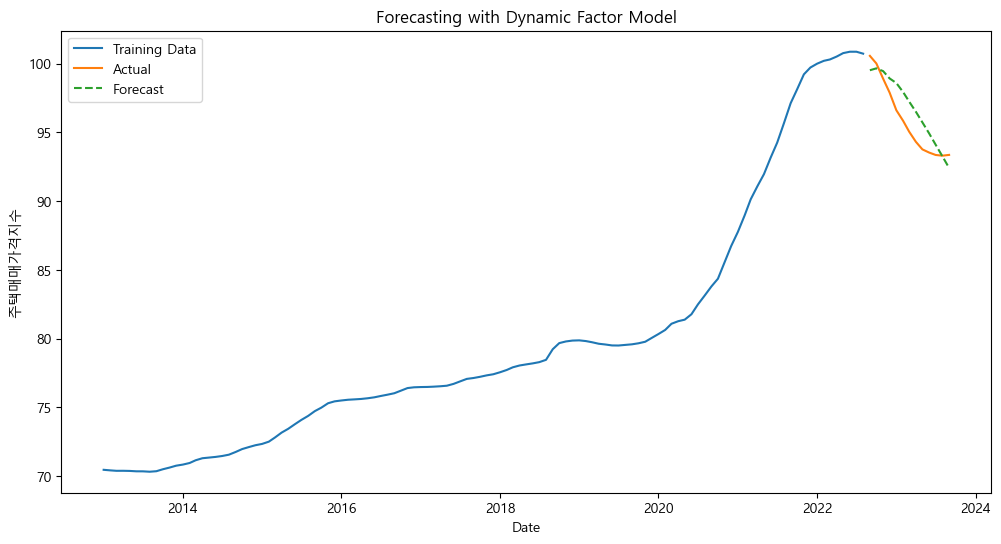 Forecasting with Dynamic Factor Model
Training Data
Actual
Forecast
100
95
90
85
80
75
70
주택매매가격지수
2014
2016
2018
2020
2022
2024
Date